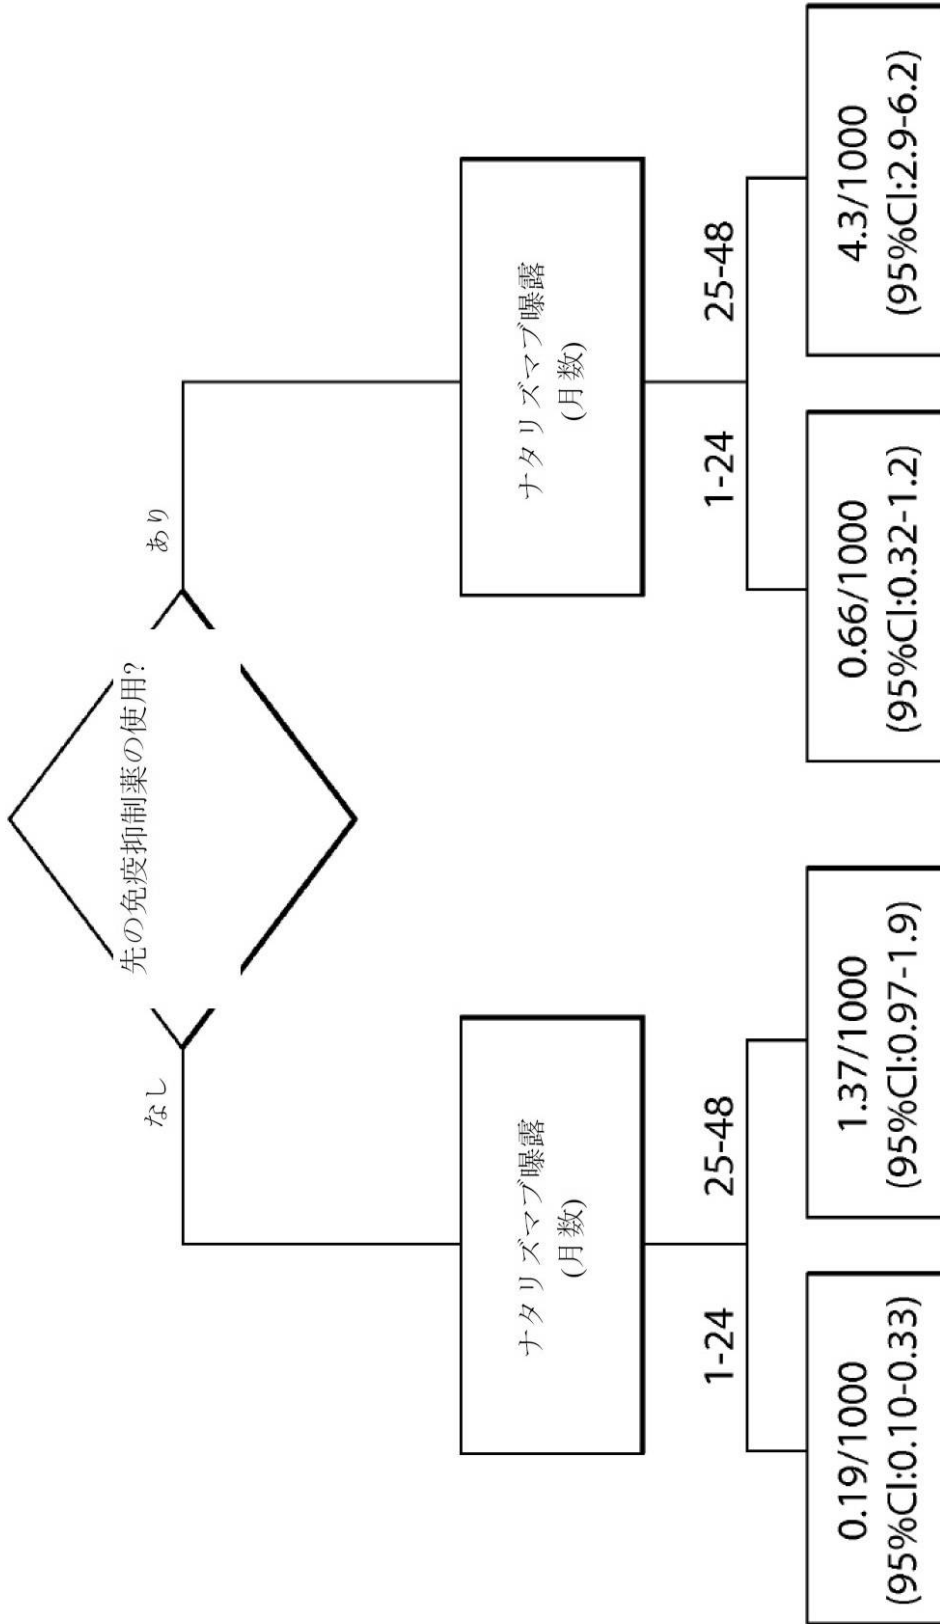 先の免疫抑制薬の使用?
なし
あり
ナタリズマブ曝露
(月数)
ナタリズマブ曝露
(月数)
1-24
25-48
1-24
25-48
0.19/1000
(95%CI:0.10-0.33)
1.37/1000
(95%CI:0.97-1.9)
0.66/1000
(95%CI:0.32-1.2)
4.3/1000
(95%CI:2.9-6.2)